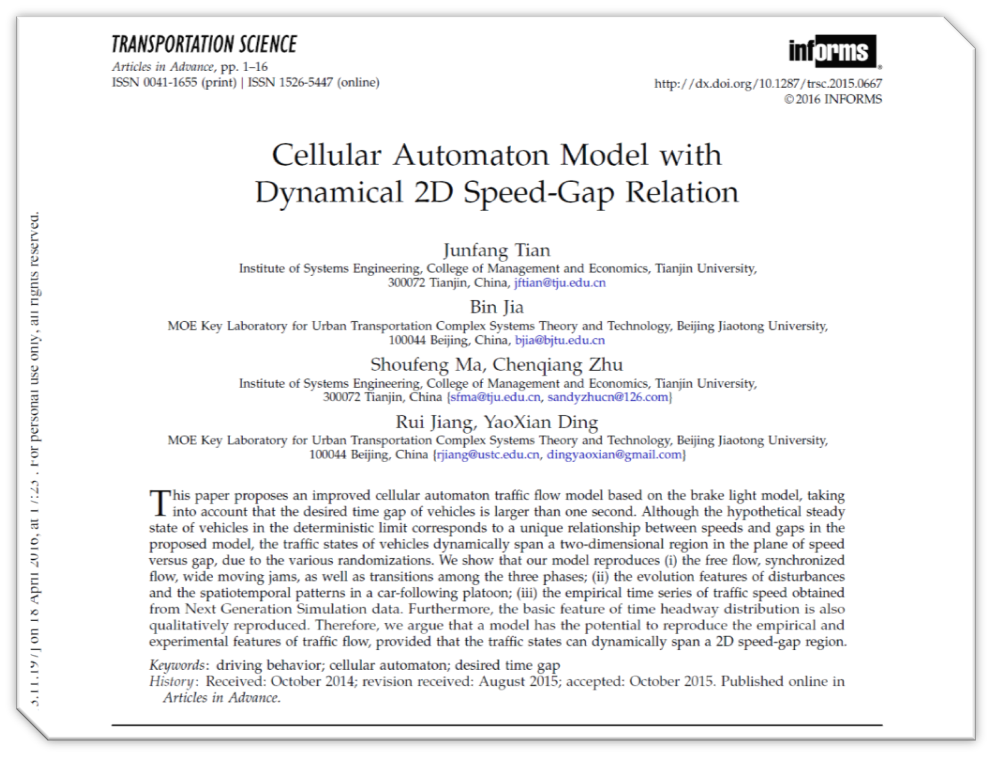 TRANSPORTATION SCIENCE
Articles in Advance, pp. 1–16
ISSN 0041-1655 (print) | ISSN 1526-5447 (online)
informs
http://dx.doi.org/10.1287/trsc.2015.0667
© 2016 INFORMS
Cellular Automaton Model with
Dynamical 2D Speed-Gap Relation
Junfang Tian
Institute of Systems Engineering, College of Management and Economics, Tianjin University,
300072 Tianjin, China, jftian@tju.edu.cn
Bin Jia
MOE Key Laboratory for Urban Transportation Complex Systems Theory and Technology, Beijing Jiaotong University,
100044 Beijing, China, bjia@bjtu.edu.cn
Shoufeng Ma, Chenqiang Zhu
Institute of Systems Engineering, College of Management and Economics, Tianjin University,
300072 Tianjin, China {sfma@tju.edu.cn, sandyzhucn@126.com}
Rui Jiang, YaoXian Ding
MOE Key Laboratory for Urban Transportation Complex Systems Theory and Technology, Beijing Jiaotong University,
100044 Beijing, China {rjiang@ustc.edu.cn, dingyaoxian@gmail.com}
This paper proposes an improved cellular automaton traffic flow model based on the brake light model, taking
into account that the desired time gap of vehicles is larger than one second. Although the hypothetical steady
state of vehicles in the deterministic limit corresponds to a unique relationship between speeds and gaps in the
proposed model, the traffic states of vehicles dynamically span a two-dimensional region in the plane of speed
versus gap, due to the various randomizations. We show that our model reproduces (i) the free flow, synchronized
flow, wide moving jams, as well as transitions among the three phases; (ii) the evolution features of disturbances
and the spatiotemporal patterns in a car-following platoon; (iii) the empirical time series of traffic speed obtained
from Next Generation Simulation data. Furthermore, the basic feature of time headway distribution is also
qualitatively reproduced. Therefore, we argue that a model has the potential to reproduce the empirical and
experimental features of traffic flow, provided that the traffic states can dynamically span a 2D speed-gap region.
Keywords: driving behavior; cellular automaton; desired time gap
History: Received: October 2014; revision received: August 2015; accepted: October 2015. Published online in
Articles in Advance.
on 18 April 2016, at 17:23 . For personal use only, all rights reserved.